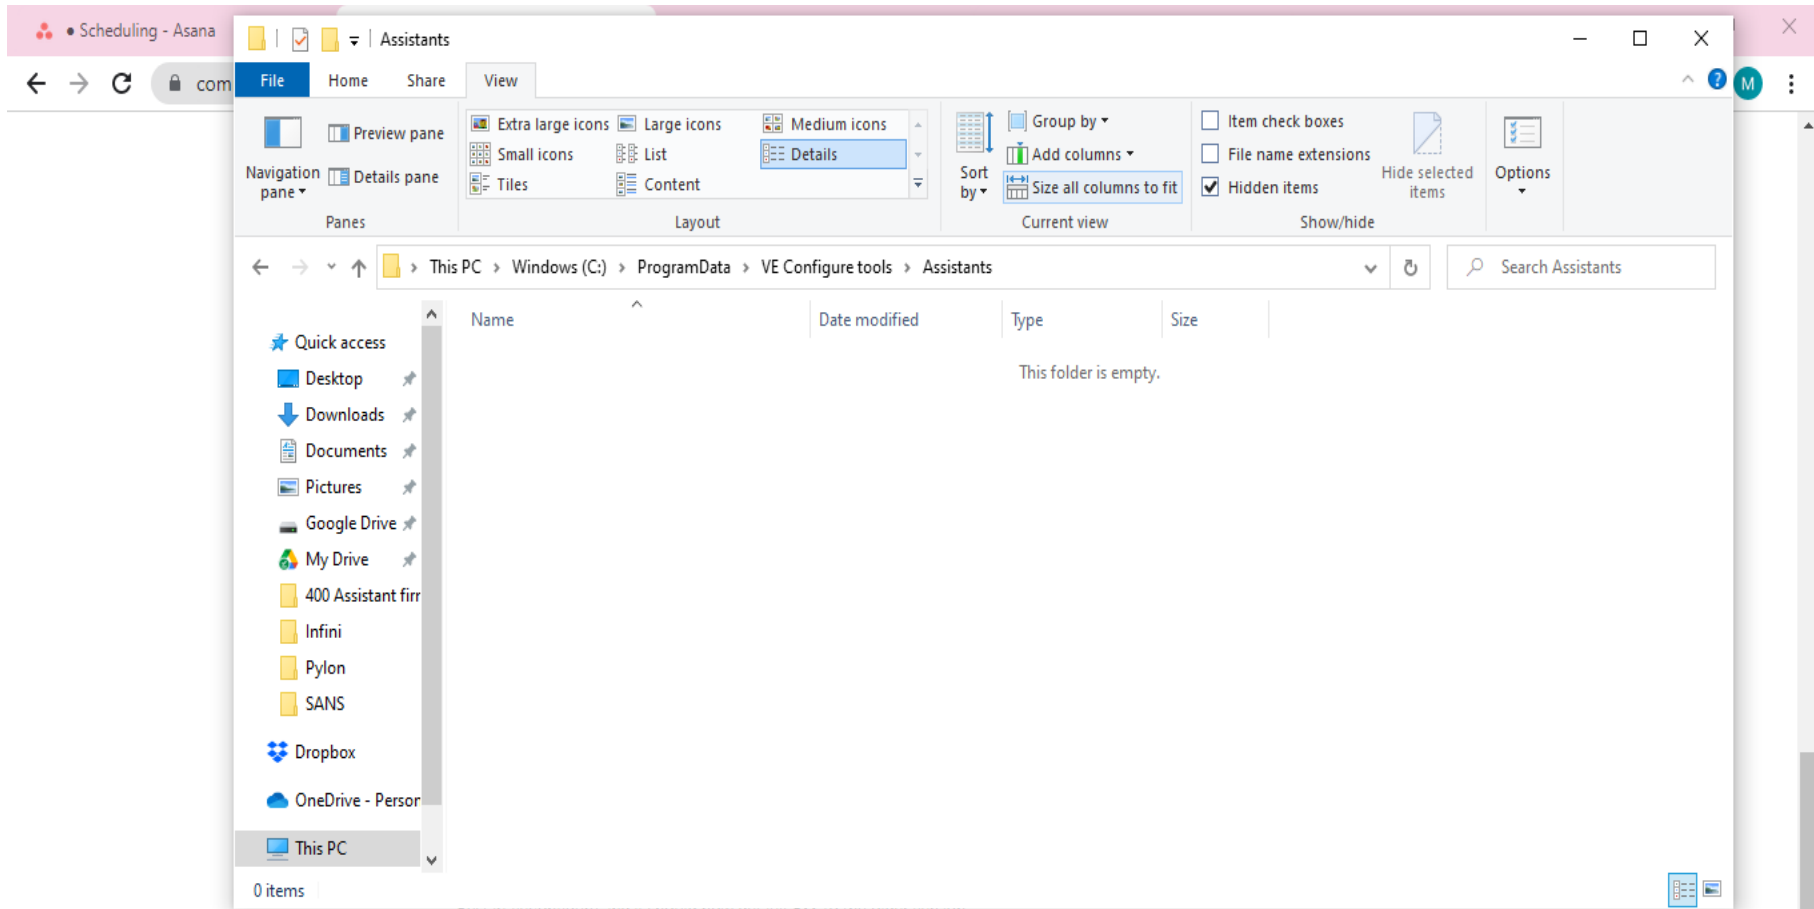 ● Scheduling - Asana
Assistants
com
File Home Share View
Extra large icons Large icons Medium icons
Small icons List Details
Tiles Content
Layout
Navigation pane
Preview pane
Details pane
Panes
Sort by
Group by
Add columns
Size all columns to fit
Current view
Item check boxes
File name extensions
Hidden items
Hide selected items
Show/hide
Options
M
This PC › Windows (C:) › ProgramData › VE Configure tools › Assistants
Search Assistants
Name Date modified Type Size
This folder is empty.
Quick access
Desktop
Downloads
Documents
Pictures
Google Drive
My Drive
400 Assistant firr
Infini
Pylon
SANS
Dropbox
OneDrive - Person
This PC
0 items